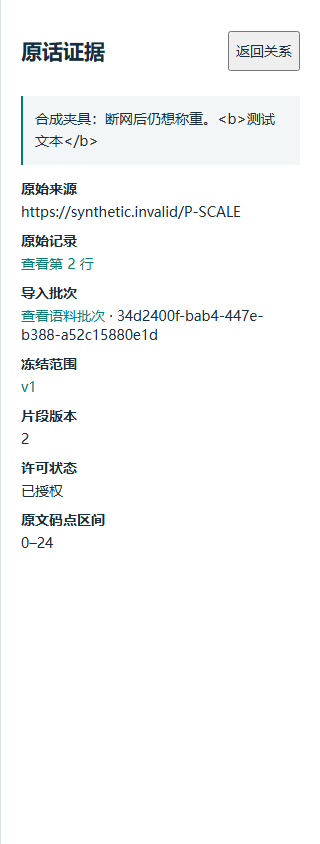 原话证据
返回关系
合成夹具：断网后仍想称重。<b>测试
文本</b>
原始来源
https://synthetic.invalid/P-SCALE
原始记录
查看第 2 行
导入批次
查看语料批次 · 34d2400f-bab4-447e-
b388-a52c15880e1d
冻结范围
v1
片段版本
2
许可状态
已授权
原文码点区间
0–24